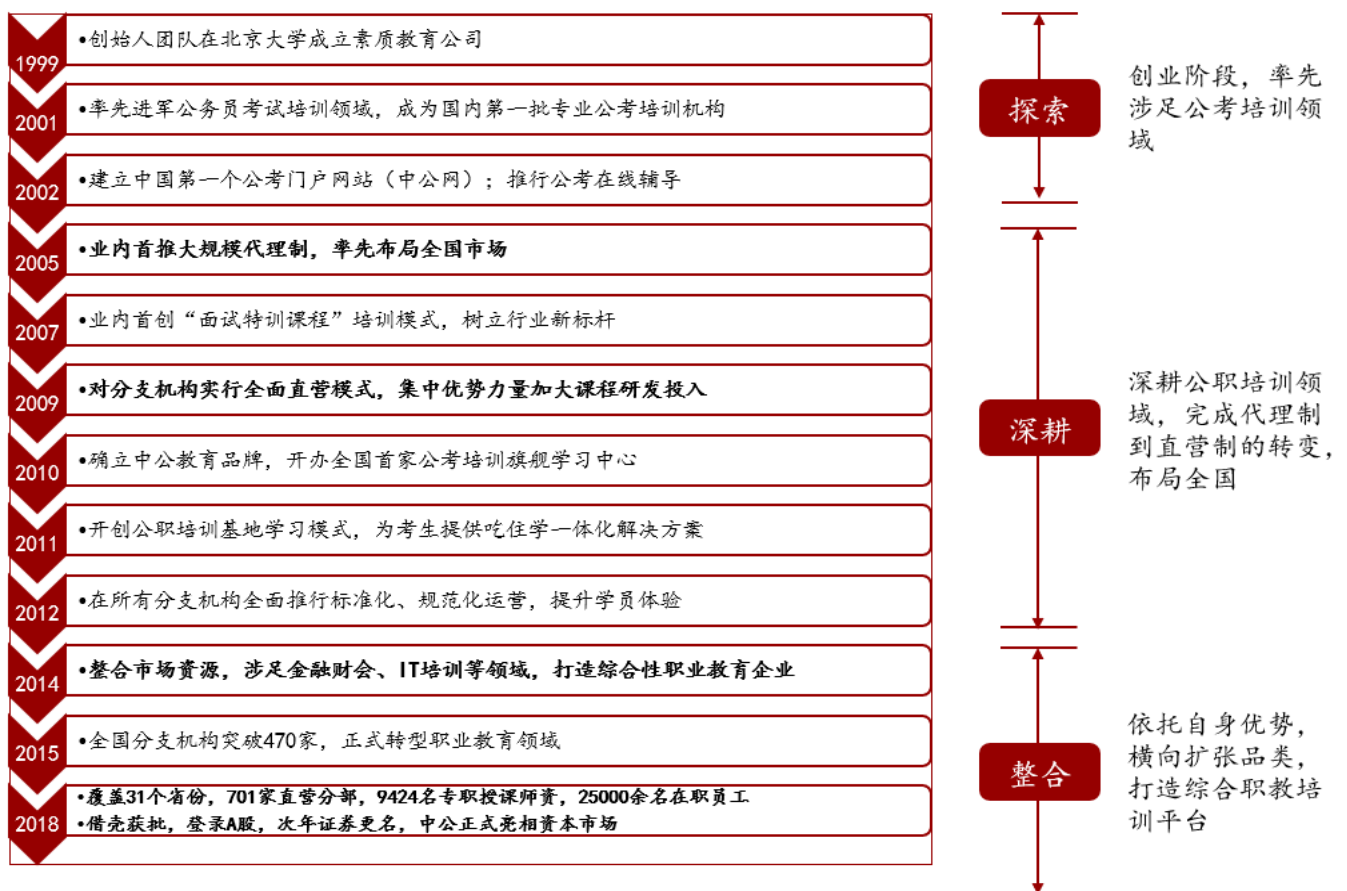 1999
•创始人团队在北京大学成立素质教育公司
2001
•率先进军公务员考试培训领域，成为国内第一批专业公考培训机构
2002
•建立中国第一个公考门户网站（中公网）；推行公考在线辅导
2005
•业内首推大规模代理制，率先布局全国市场
2007
•业内首创“面试特训课程”培训模式，树立行业新标杆
2009
•对分支机构实行全面直营模式，集中优势力量加大课程研发投入
2010
•确立中公教育品牌，开办全国首家公考培训旗舰学习中心
2011
•开创公职培训基地学习模式，为考生提供吃住学一体化解决方案
2012
•在所有分支机构全面推行标准化、规范化运营，提升学员体验
2014
•整合市场资源，涉足金融财会、IT培训等领域，打造综合性职业教育企业
2015
•全国分支机构突破470家，正式转型职业教育领域
2018
•覆盖31个省份，701家直营分部，9424名专职授课师资，25000余名在职员工
•借壳获批，登录A股，次年证券更名，中公正式亮相资本市场
探索
创业阶段，率先
涉足公考培训领
域
深耕
深耕公职培训领
域，完成代理制
到直营制的转变，
布局全国
整合
依托自身优势，
横向扩张品类，
打造综合职教培
训平台